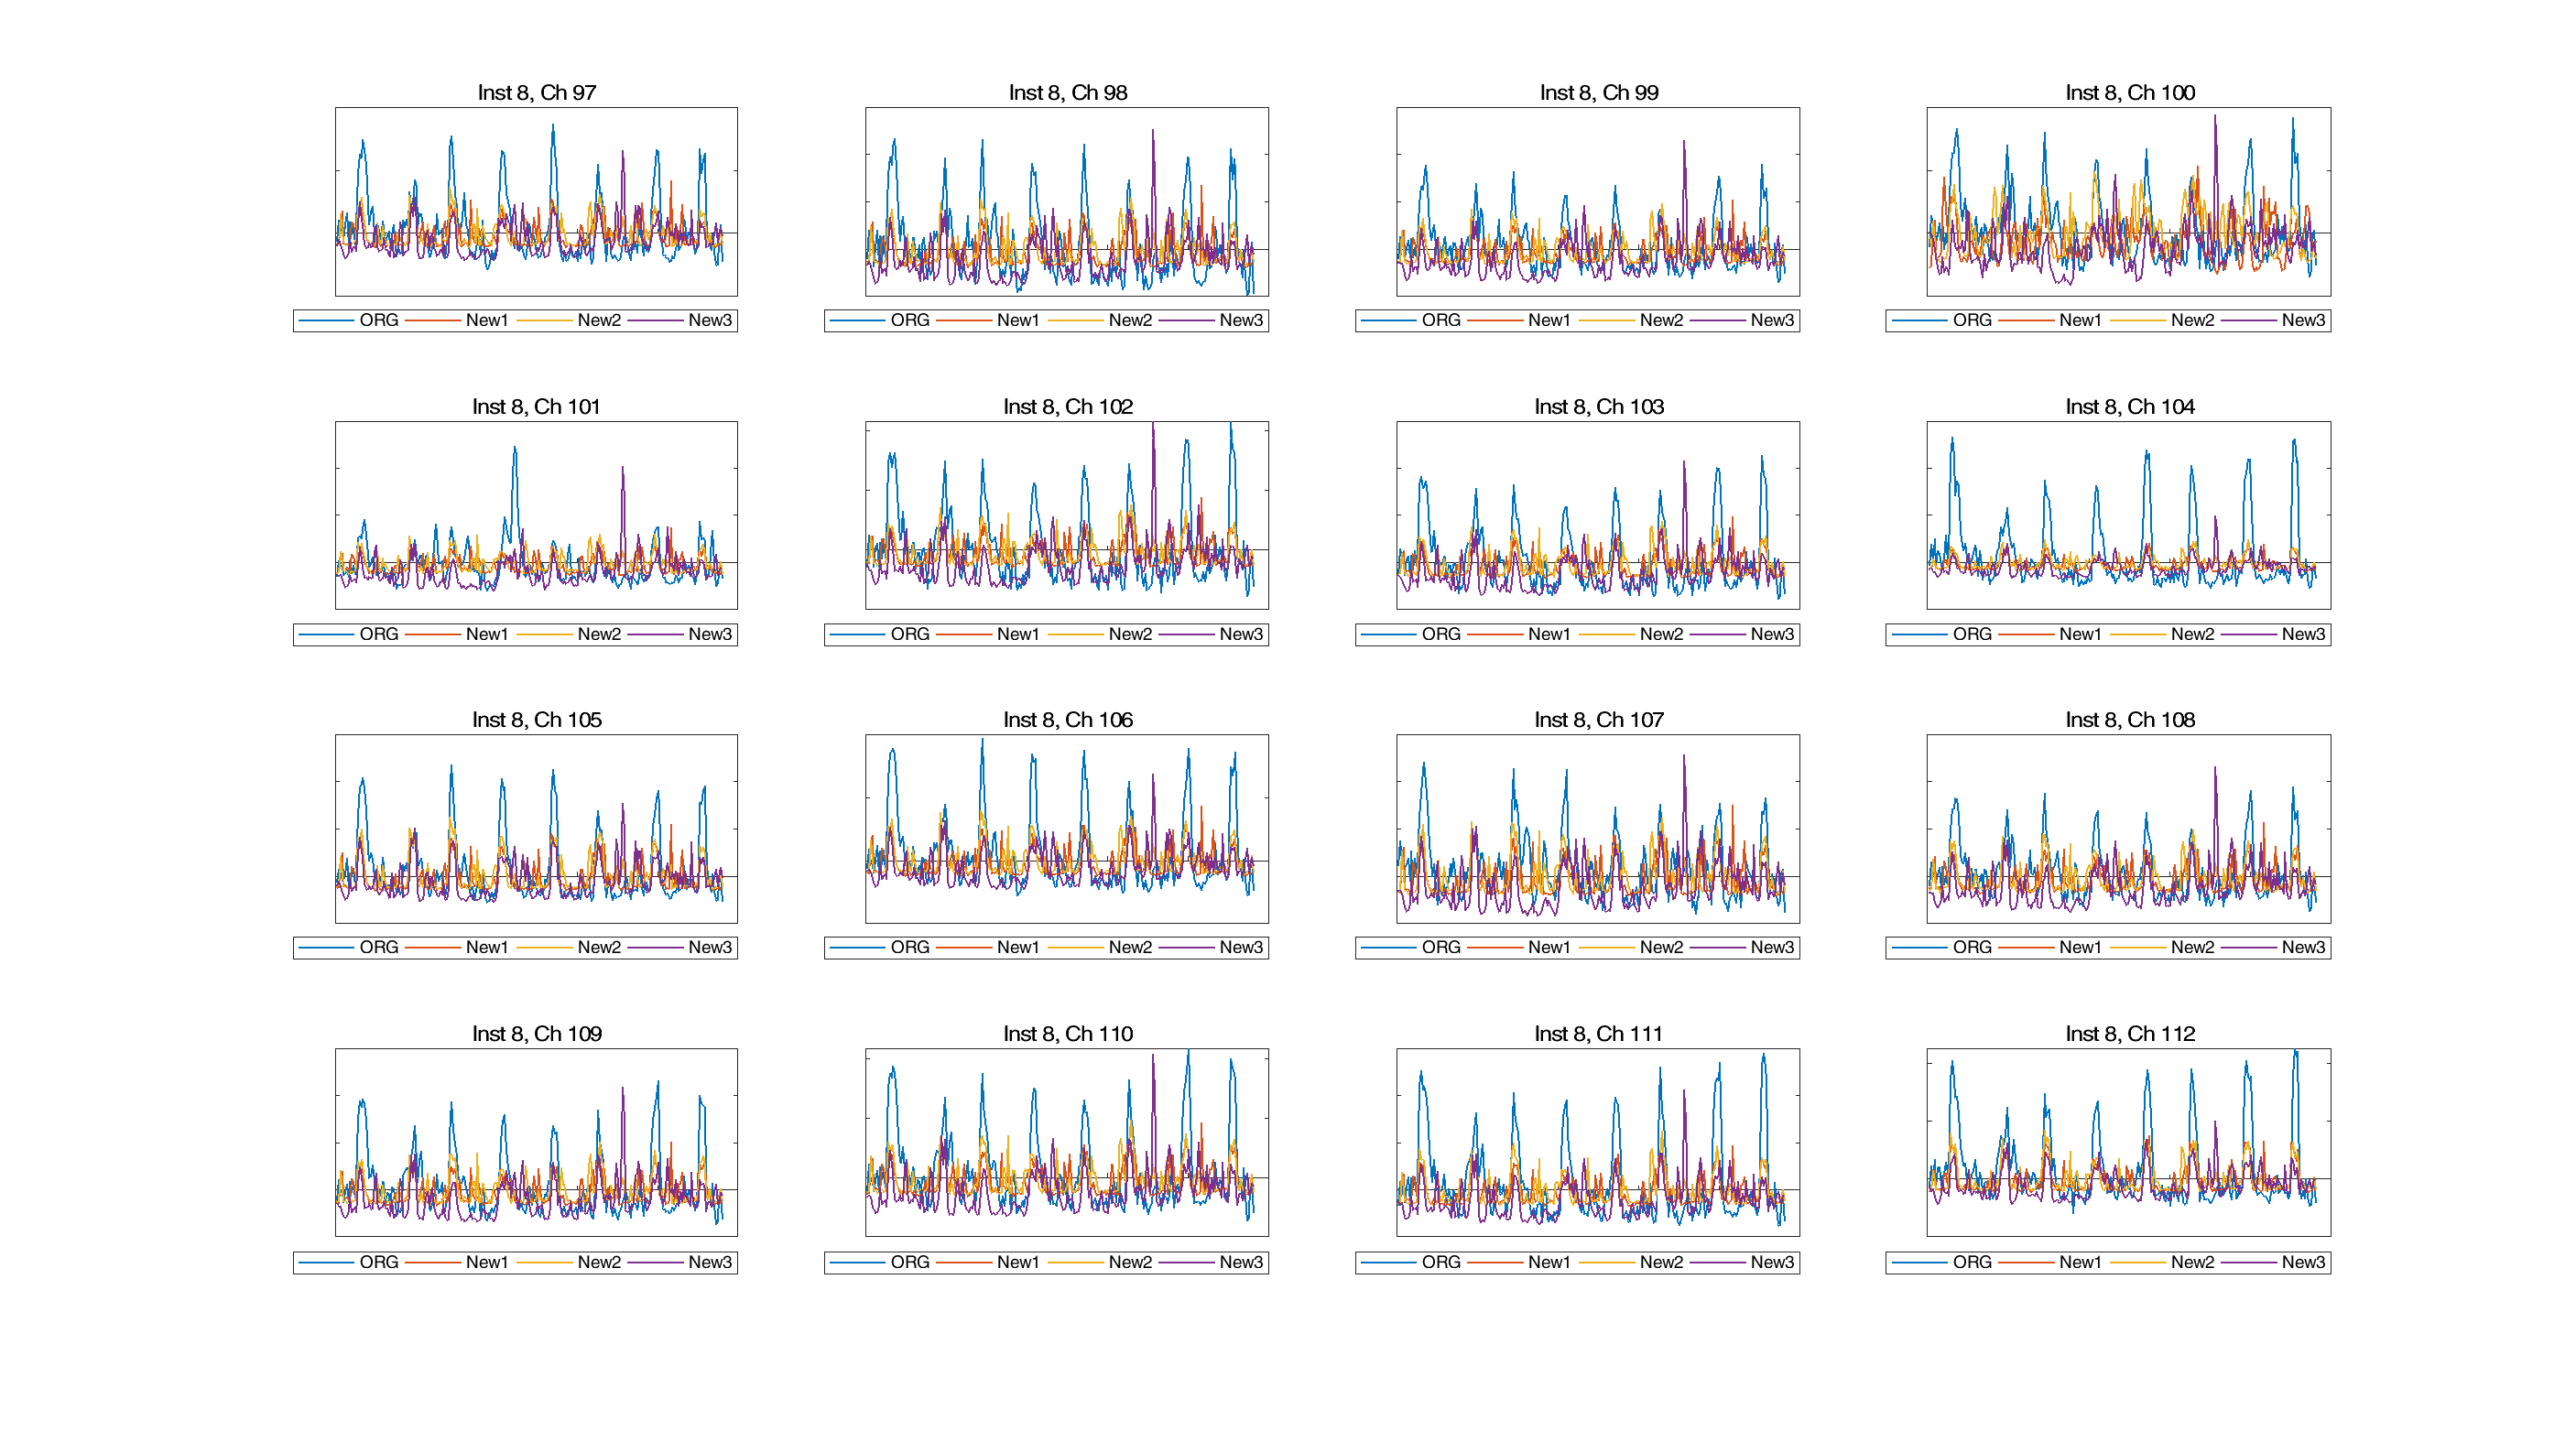 Inst 8, Ch 97
Inst 8, Ch 98
Inst 8, Ch 99
Inst 8, Ch 100
ORG New1 New2 New3
ORG New1 New2 New3
ORG New1 New2 New3
ORG New1 New2 New3
Inst 8, Ch 101
Inst 8, Ch 102
Inst 8, Ch 103
Inst 8, Ch 104
ORG New1 New2 New3
ORG New1 New2 New3
ORG New1 New2 New3
ORG New1 New2 New3
Inst 8, Ch 105
Inst 8, Ch 106
Inst 8, Ch 107
Inst 8, Ch 108
ORG New1 New2 New3
ORG New1 New2 New3
ORG New1 New2 New3
ORG New1 New2 New3
Inst 8, Ch 109
Inst 8, Ch 110
Inst 8, Ch 111
Inst 8, Ch 112
ORG New1 New2 New3
ORG New1 New2 New3
ORG New1 New2 New3
ORG New1 New2 New3